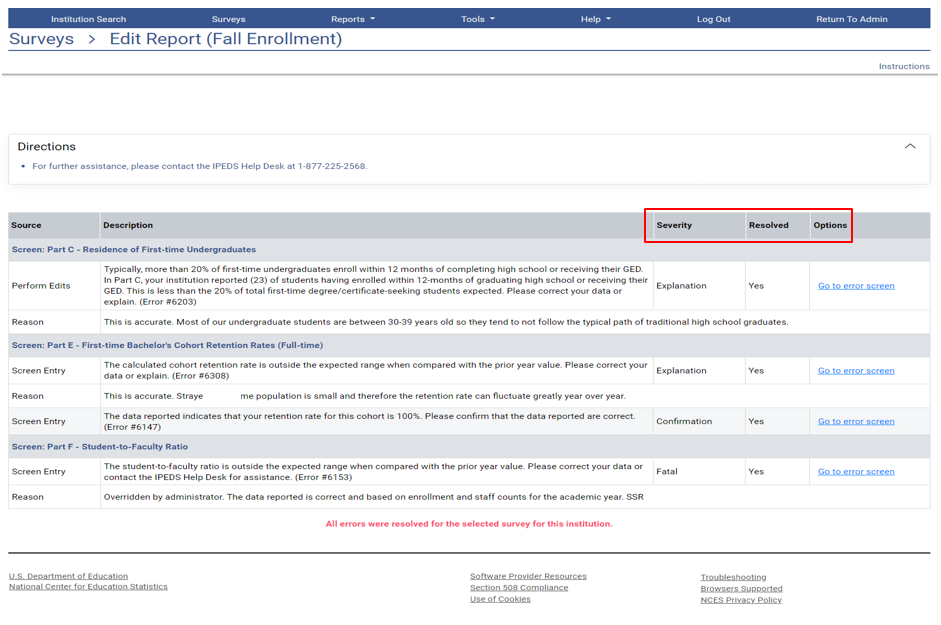 Institution Search Surveys Reports Tools Help Log Out Return To Admin
Surveys > Edit Report (Fall Enrollment)
Instructions
Directions
• For further assistance, please contact the IPEDS Help Desk at 1-877-225-2568.
Source Description Severity Resolved Options
Screen: Part C - Residence of First-time Undergraduates
Perform Edits
Typically, more than 20% of first-time undergraduates enroll within 12 months of completing high school or receiving their GED.
In Part C, your institution reported (23) of students having enrolled within 12-months of graduating high school or receiving their
GED. This is less than the 20% of total first-time degree/certificate-seeking students expected. Please correct your data or
explain. (Error #6203)
Explanation Yes Go to error screen
Reason This is accurate. Most of our undergraduate students are between 30-39 years old so they tend to not follow the typical path of traditional high school graduates.
Screen: Part E - First-time Bachelor's Cohort Retention Rates (Full-time)
Screen Entry
The calculated cohort retention rate is outside the expected range when compared with the prior year value. Please correct your
data or explain. (Error #6308)
Explanation Yes Go to error screen
Reason This is accurate. Straye me population is small and therefore the retention rate can fluctuate greatly year over year.
Screen Entry
The data reported indicates that your retention rate for this cohort is 100%. Please confirm that the data reported are correct.
(Error #6147)
Confirmation Yes Go to error screen
Screen: Part F - Student-to-Faculty Ratio
Screen Entry
The student-to-faculty ratio is outside the expected range when compared with the prior year value. Please correct your data or
contact the IPEDS Help Desk for assistance. (Error #6153)
Fatal Yes Go to error screen
Reason Overridden by administrator. The data reported is correct and based on enrollment and staff counts for the academic year. SSR
All errors were resolved for the selected survey for this institution.
U.S. Department of Education
National Center for Education Statistics
Software Provider Resources
Section 508 Compliance
Use of Cookies
Troubleshooting
Browsers Supported
NCES Privacy Policy